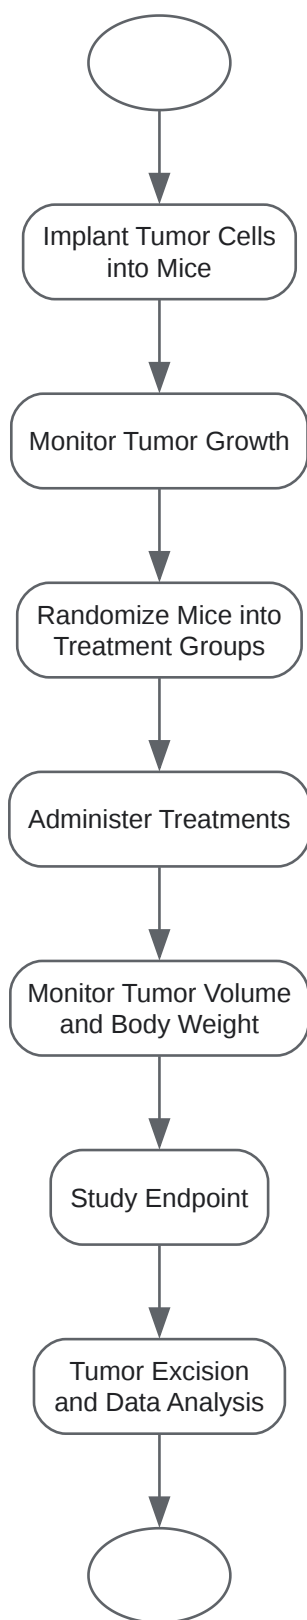 Implant Tumor Cells
into Mice
Monitor Tumor Growth
Randomize Mice into
Treatment Groups
Administer Treatments
Monitor Tumor Volume
and Body Weight
Study Endpoint
Tumor Excision
and Data Analysis